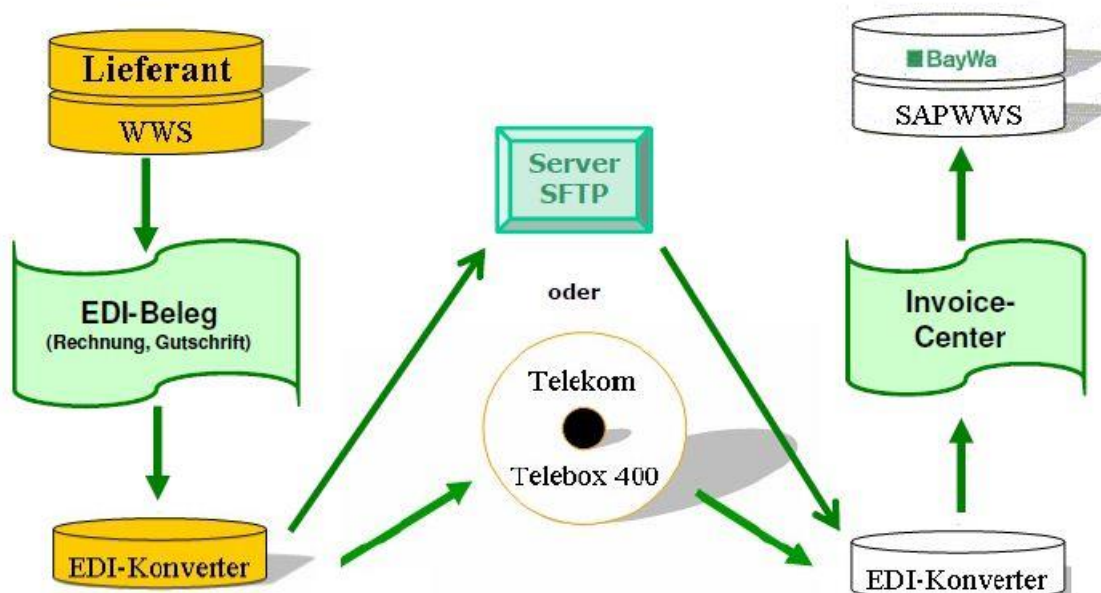 Lieferant
WWS
EDI-Beleg
(Rechnung, Gutschrift)
EDI-Konverter
Server
SFTP
oder
Telekom
Telebox 400
BayWa
SAPWWS
Invoice-
Center
EDI-Konverter